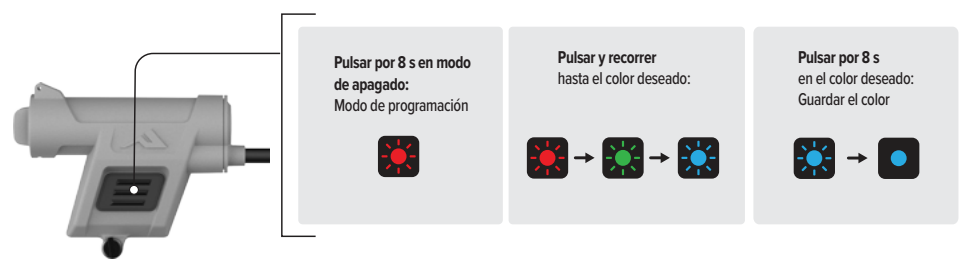 Pulsar por 8 s en modo
de apagado:
Modo de programación
Pulsar y recorrer
hasta el color deseado:
Pulsar por 8 s
en el color deseado:
Guardar el color